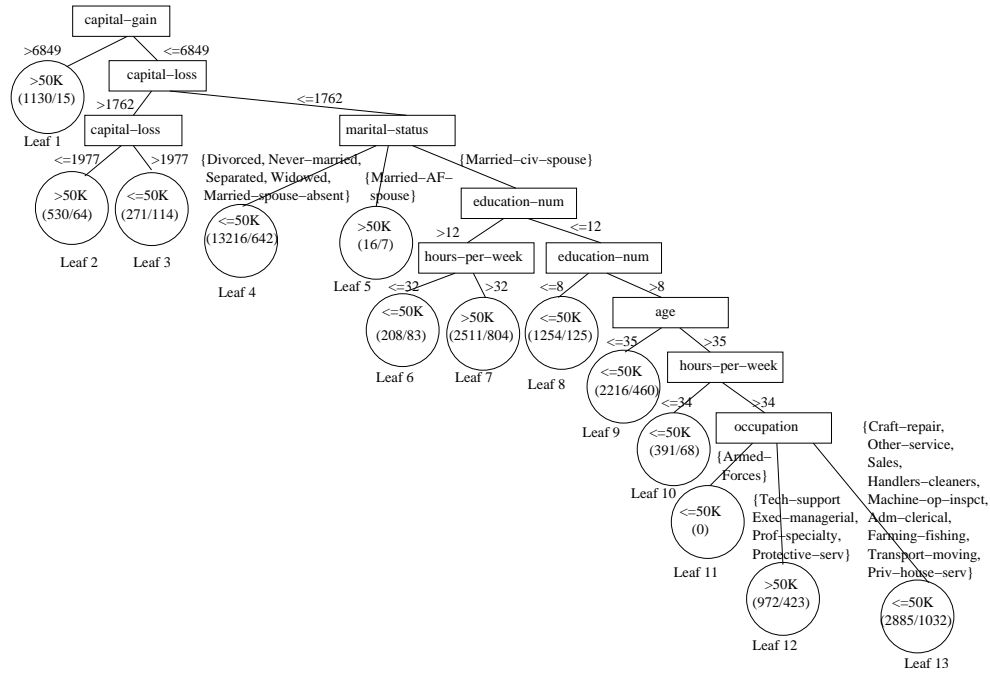 capital−gain
>6849
<=6849
>50K
(1130/15)
Leaf 1
capital−loss
>1762
<=1762
capital−loss
<=1977
>1977
>50K
(530/64)
Leaf 2
<=50K
(271/114)
Leaf 3
marital−status
{Divorced, Never−married,
Separated, Widowed,
Married−spouse−absent}
{Married−AF−
spouse}
{Married−civ−spouse}
<=50K
(13216/642)
Leaf 4
>50K
(16/7)
Leaf 5
education−num
>12
<=12
hours−per−week
<=32
>32
<=50K
(208/83)
Leaf 6
>50K
(2511/804)
Leaf 7
education−num
<=8
>8
<=50K
(1254/125)
Leaf 8
age
<=35
>35
<=50K
(2216/460)
Leaf 9
hours−per−week
<=34
>34
<=50K
(391/68)
Leaf 10
occupation
{Armed−
Forces}
<=50K
(0)
Leaf 11
{Tech−support
Exec−managerial,
Prof−specialty,
Protective−serv}
>50K
(972/423)
Leaf 12
{Craft−repair,
Other−service,
Sales,
Handlers−cleaners,
Machine−op−inspct,
Adm−clerical,
Farming−fishing,
Transport−moving,
Priv−house−serv}
<=50K
(2885/1032)
Leaf 13